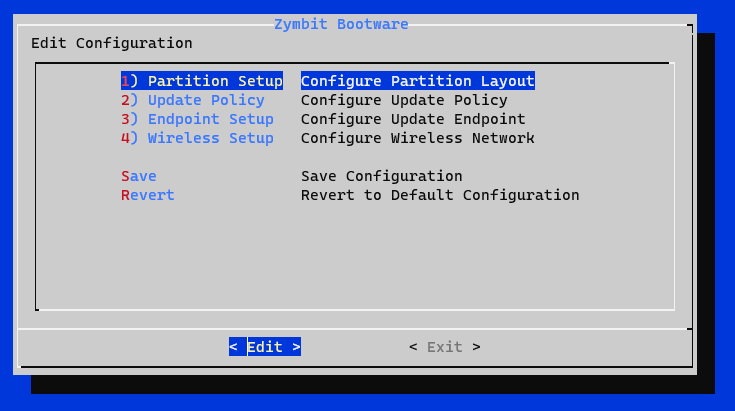 Zymbit Bootware
Edit Configuration
1) Partition Setup  Configure Partition Layout
2) Update Policy  Configure Update Policy
3) Endpoint Setup  Configure Update Endpoint
4) Wireless Setup  Configure Wireless Network
Save  Save Configuration
Revert  Revert to Default Configuration
< Edit >  < Exit >